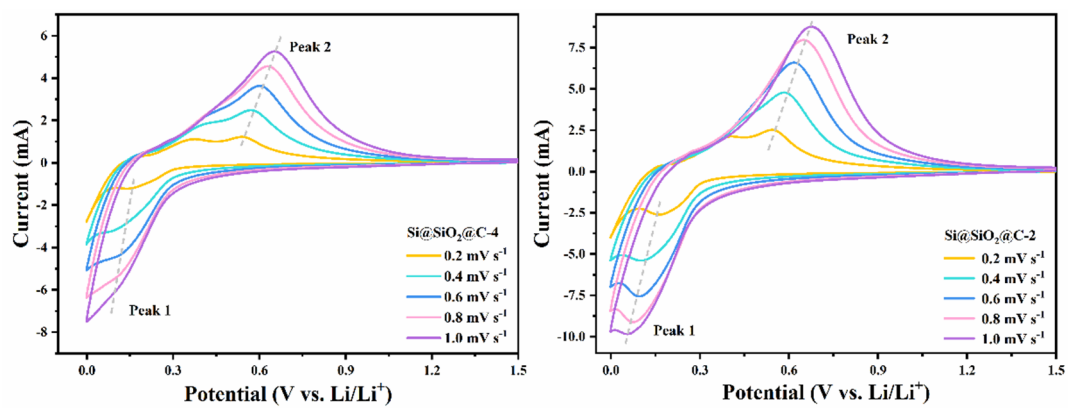 6
4
2
0
-2
-4
-6
-8
Current (mA)
0.0 0.3 0.6 0.9 1.2 1.5
Potential (V vs. Li/Li⁺)
Peak 2
Peak 1
Si@SiO₂@C-4
0.2 mV s⁻¹
0.4 mV s⁻¹
0.6 mV s⁻¹
0.8 mV s⁻¹
1.0 mV s⁻¹
7.5
5.0
2.5
0.0
-2.5
-5.0
-7.5
-10.0
Current (mA)
0.0 0.3 0.6 0.9 1.2 1.5
Potential (V vs. Li/Li⁺)
Peak 2
Peak 1
Si@SiO₂@C-2
0.2 mV s⁻¹
0.4 mV s⁻¹
0.6 mV s⁻¹
0.8 mV s⁻¹
1.0 mV s⁻¹